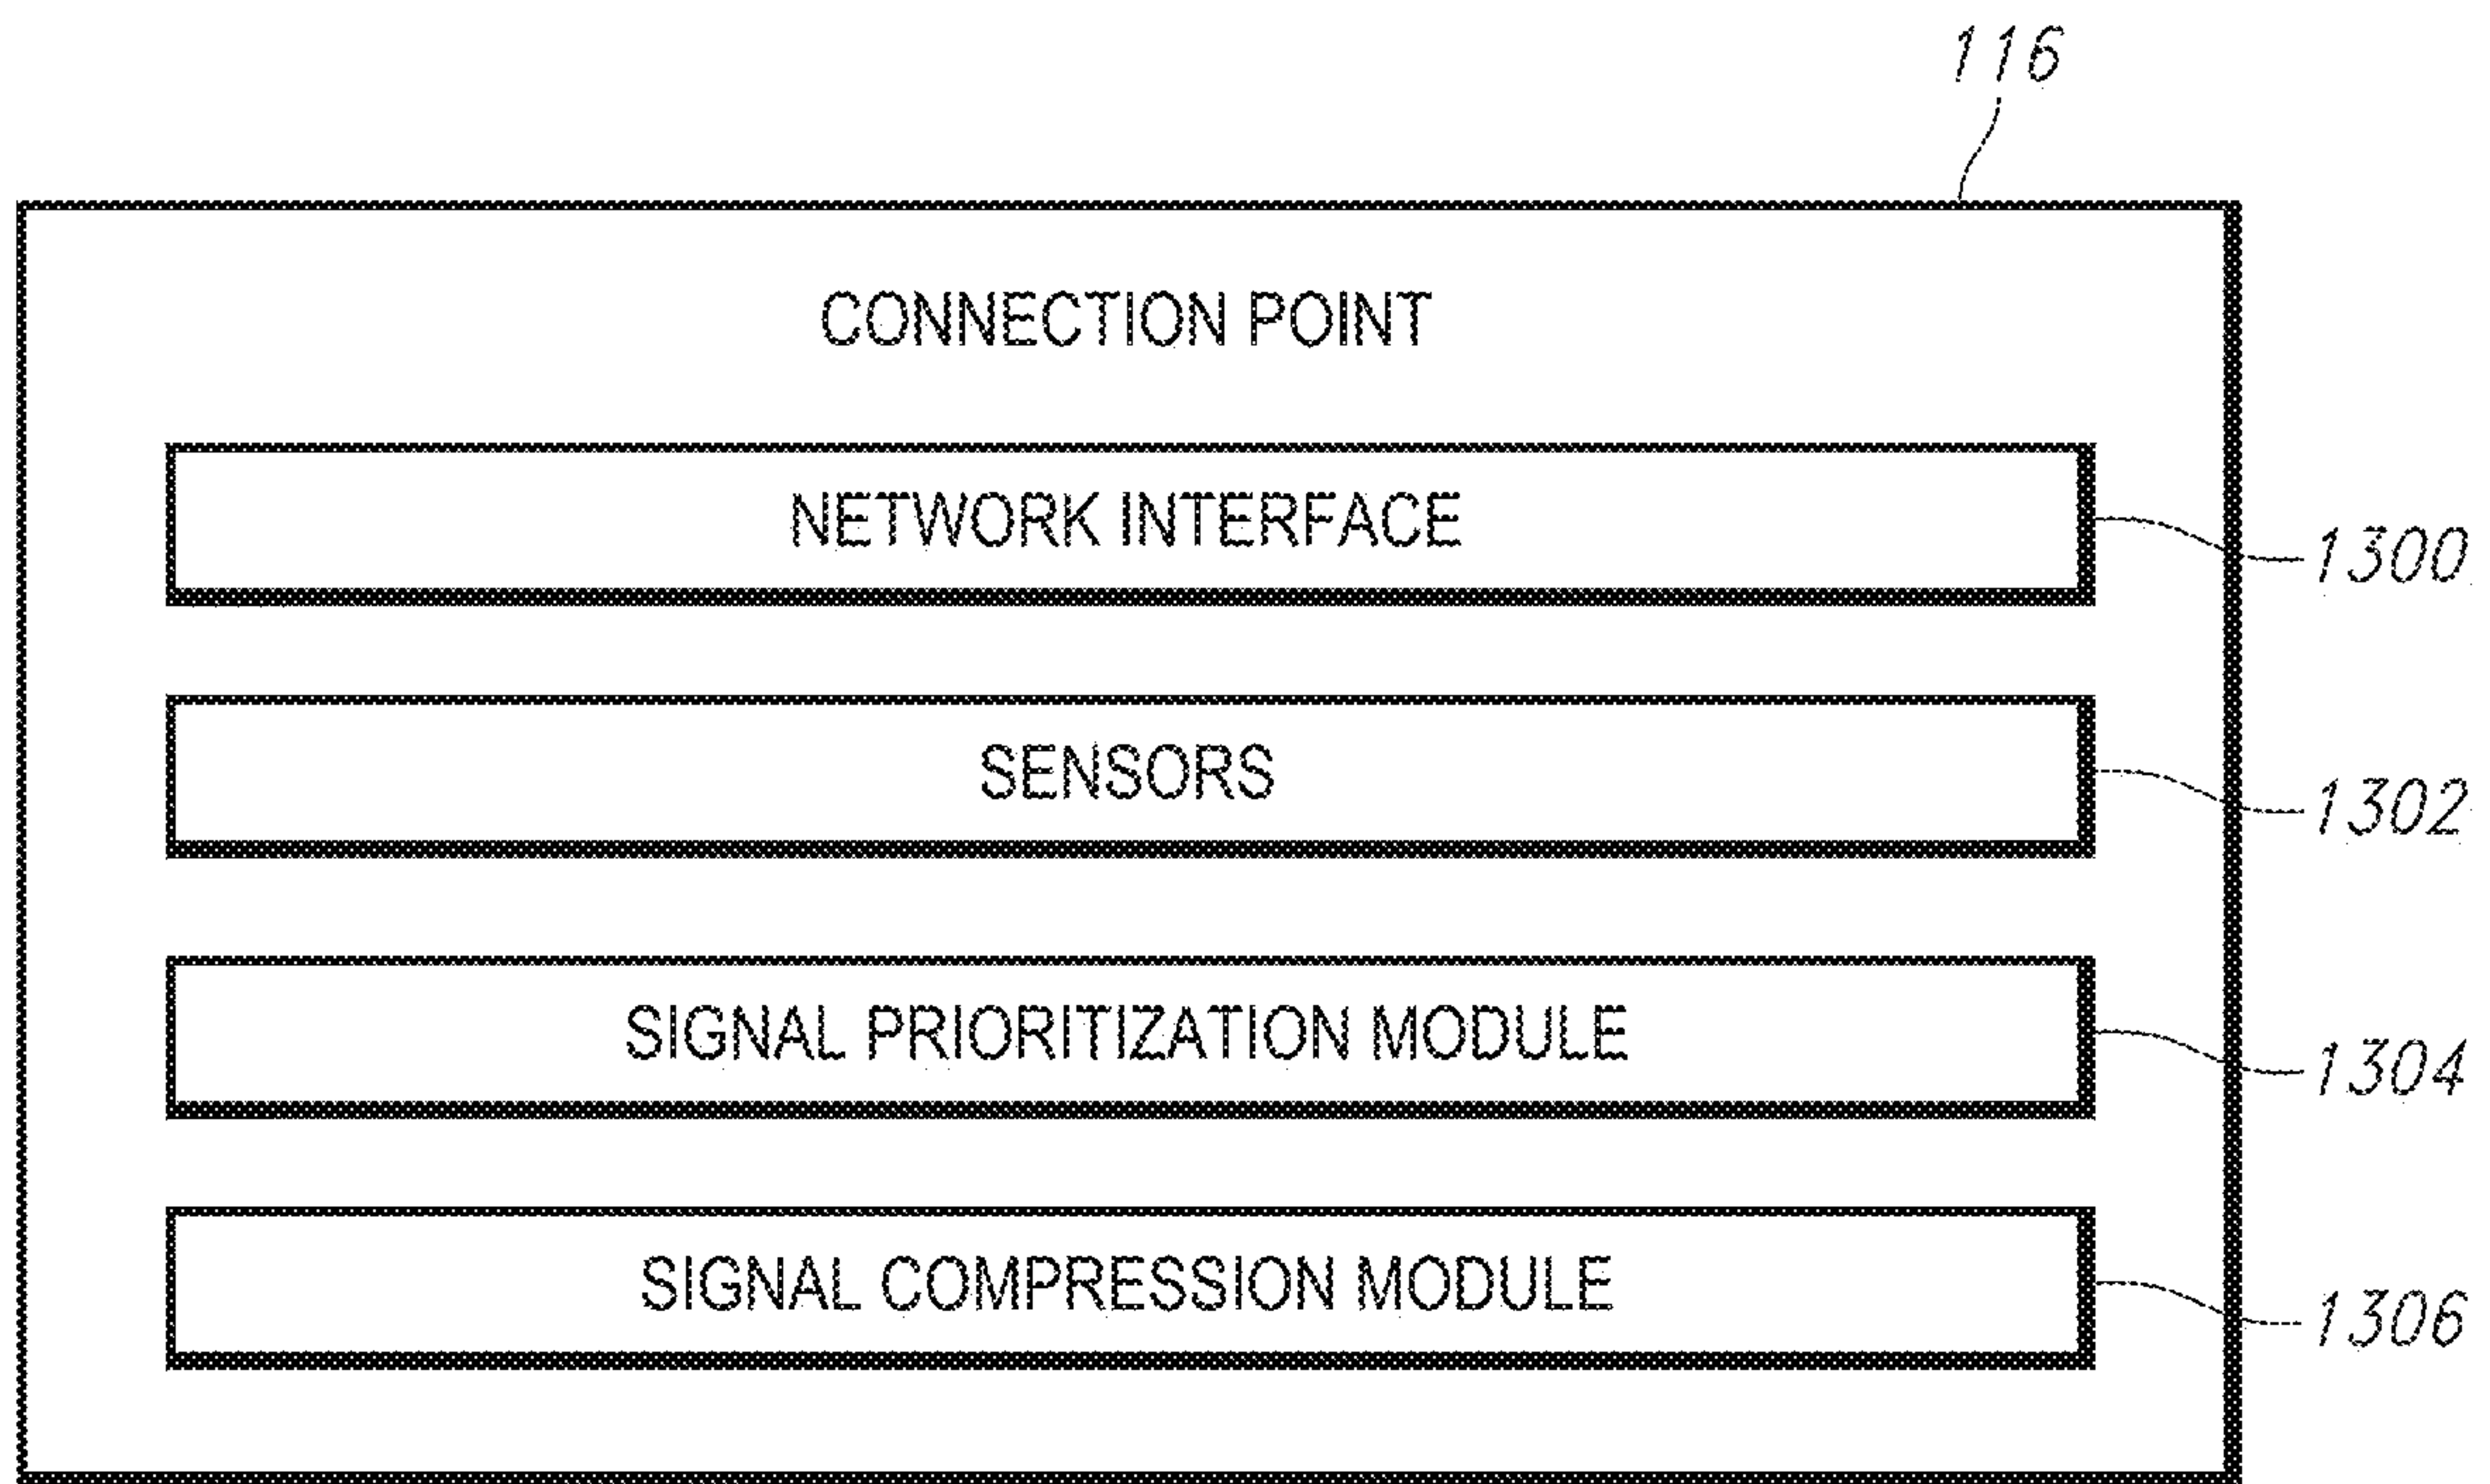 116
CONNECTION POINT
NETWORK INTERFACE
1300
SENSORS
1302
SIGNAL PRIORITIZATION MODULE
1304
SIGNAL COMPRESSION MODULE
1306